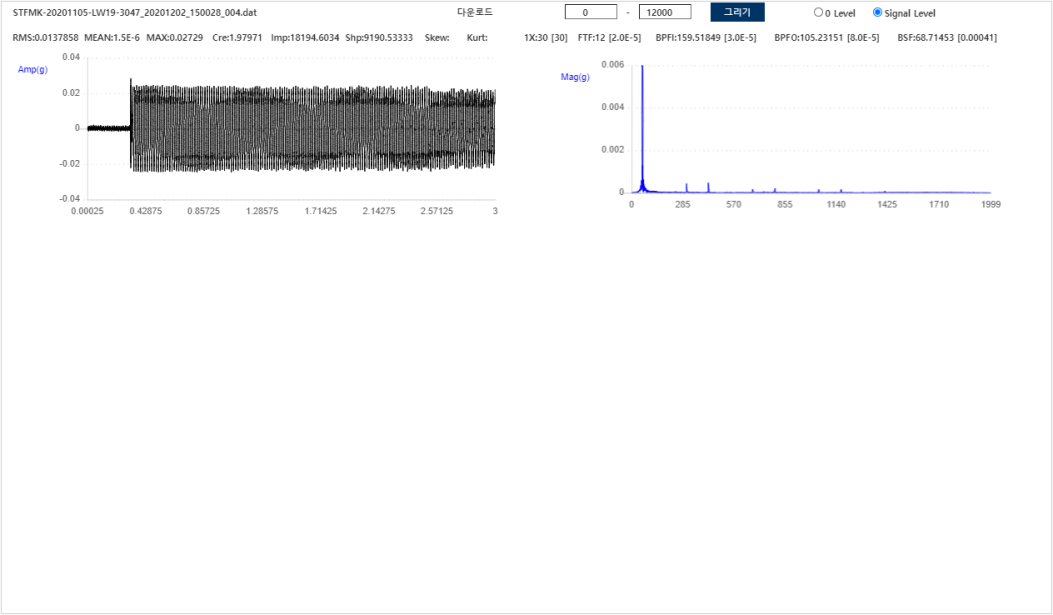 STFMK-20201105-LW19-3047_20201202_150028_004.dat 다운로드 0 - 12000 그리기 0 Level Signal Level
RMS:0.0137858 MEAN:1.5E-6 MAX:0.02729 Cre:1.97971 Imp:18194.6034 Shp:9190.53333 Skew: Kurt: 1X:30 [30] FTF:12 [2.0E-5] BPFI:159.51849 [3.0E-5] BPFO:105.23151 [8.0E-5] BSF:68.71453 [0.00041]
Amp(g)
0.04
0.02
0
-0.02
-0.04
0.00025 0.42875 0.85725 1.28575 1.71425 2.14275 2.57125 3
Mag(g)
0.006
0.004
0.002
0
0 285 570 855 1140 1425 1710 1999